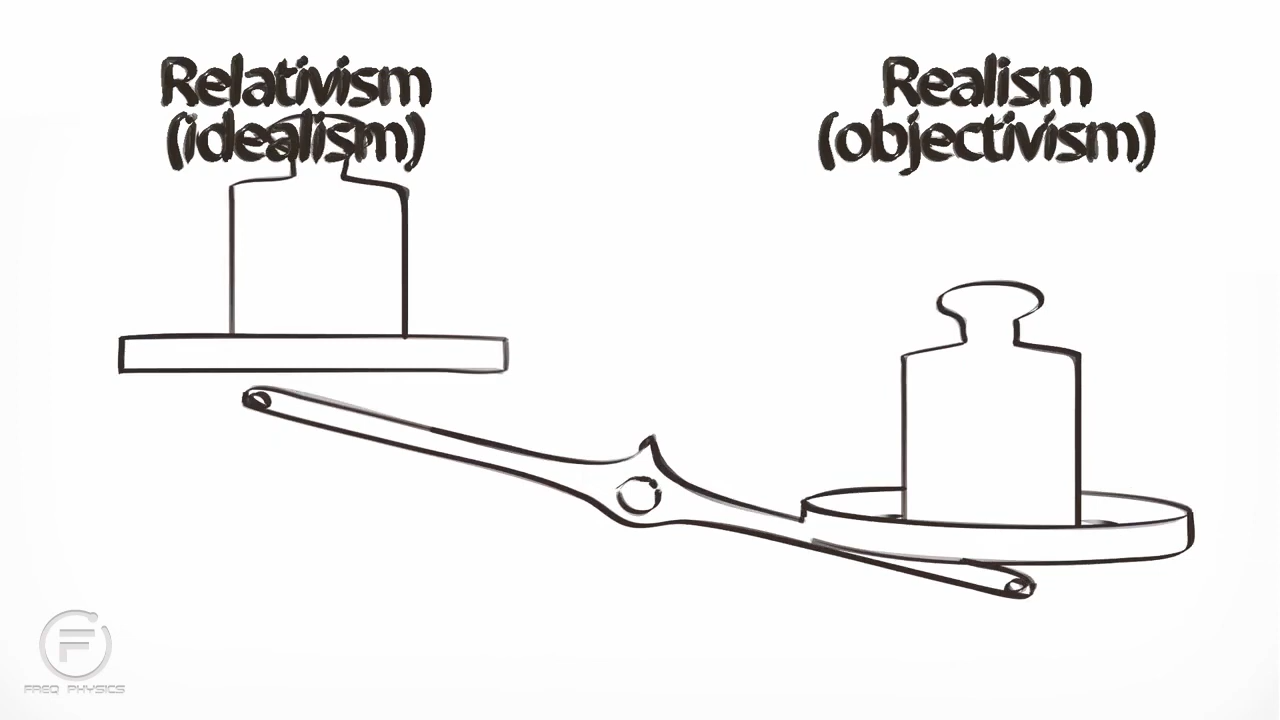 Relativism
(idealism)
Realism
(objectivism)
FREQ PHYSICS